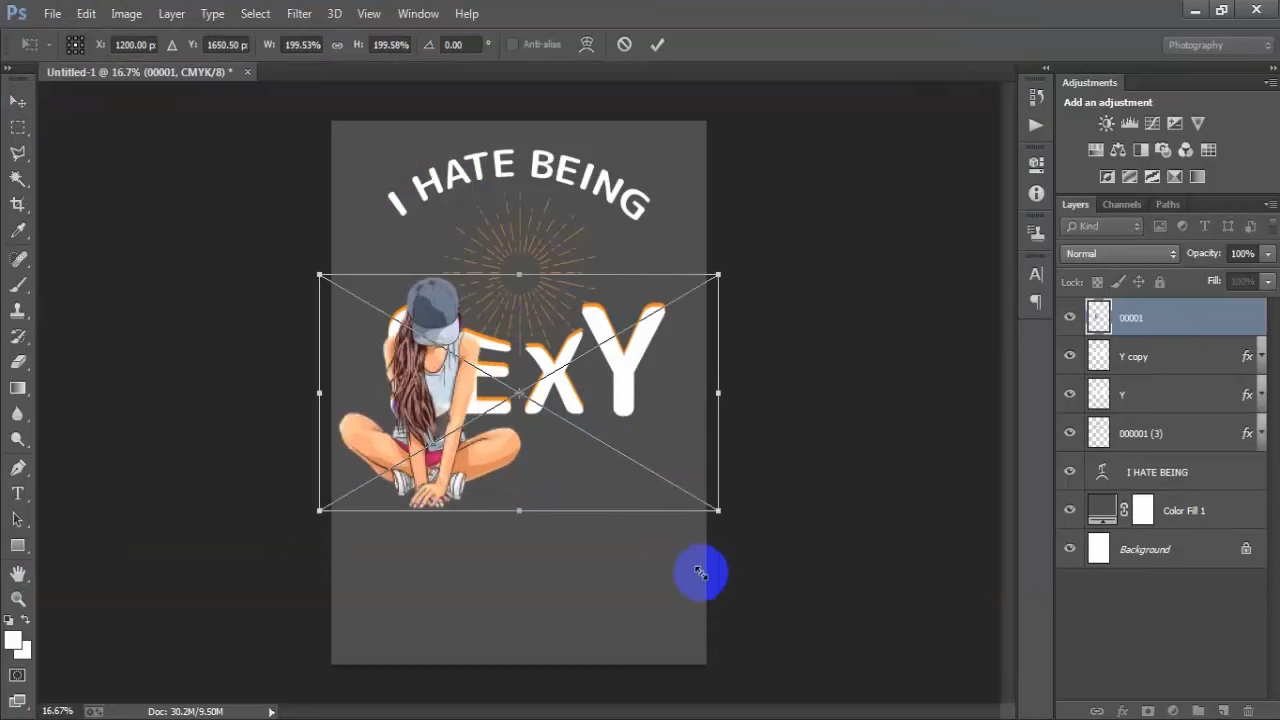 Ps File Edit Image Layer Type Select Filter 3D View Window Help
X: 1200.00 p Y: 1650.50 p W: 199.53% H: 199.58% 0.00 ° Anti-alias Photography
Untitled-1 @ 16.7% (00001, CMYK/8) * ×
Adjustments
Add an adjustment
Layers Channels Paths
Kind
Normal Opacity: 100%
Lock: Fill: 100%
00001
Y copy fx
Y
000001 (3) fx
I HATE BEING
Color Fill 1
Background
I HATE BEING
EXY
16.67% Doc: 30.2M/9.50M